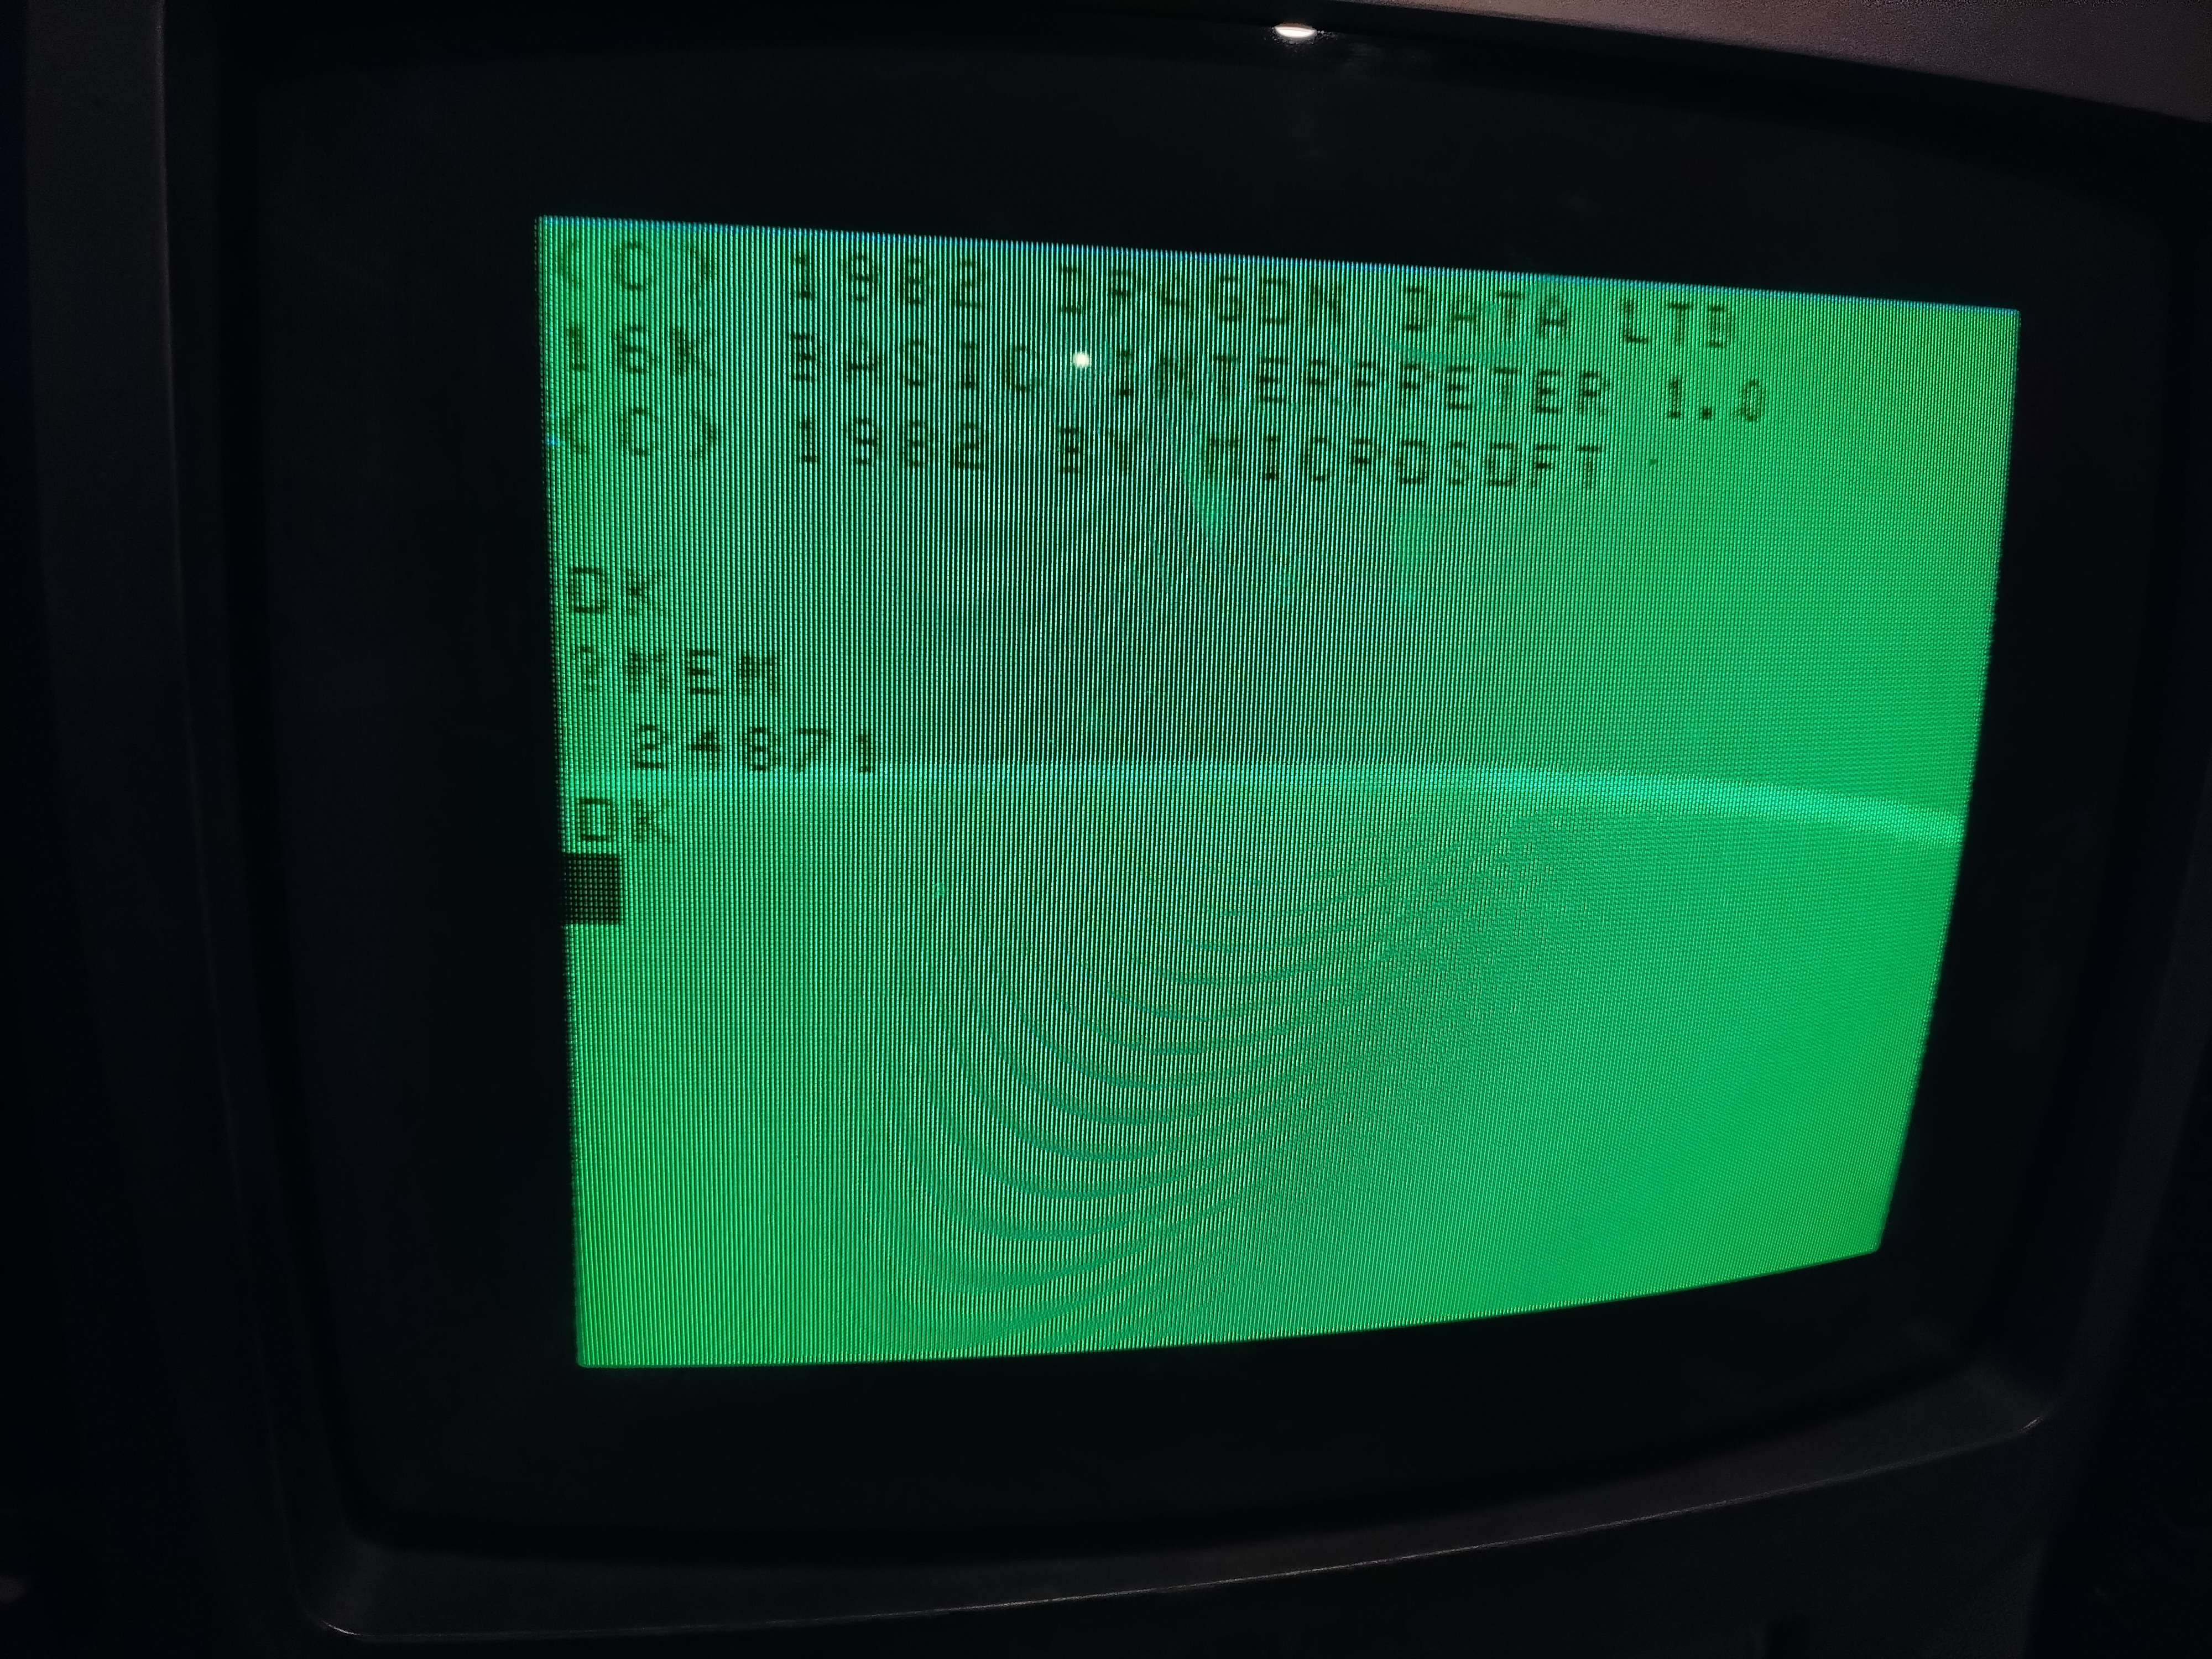 (C) 1982 DRAGON DATA LTD
16K BASIC INTERPRETER 1.0
(C) 1982 BY MICROSOFT
OK
?MEM
24871
OK